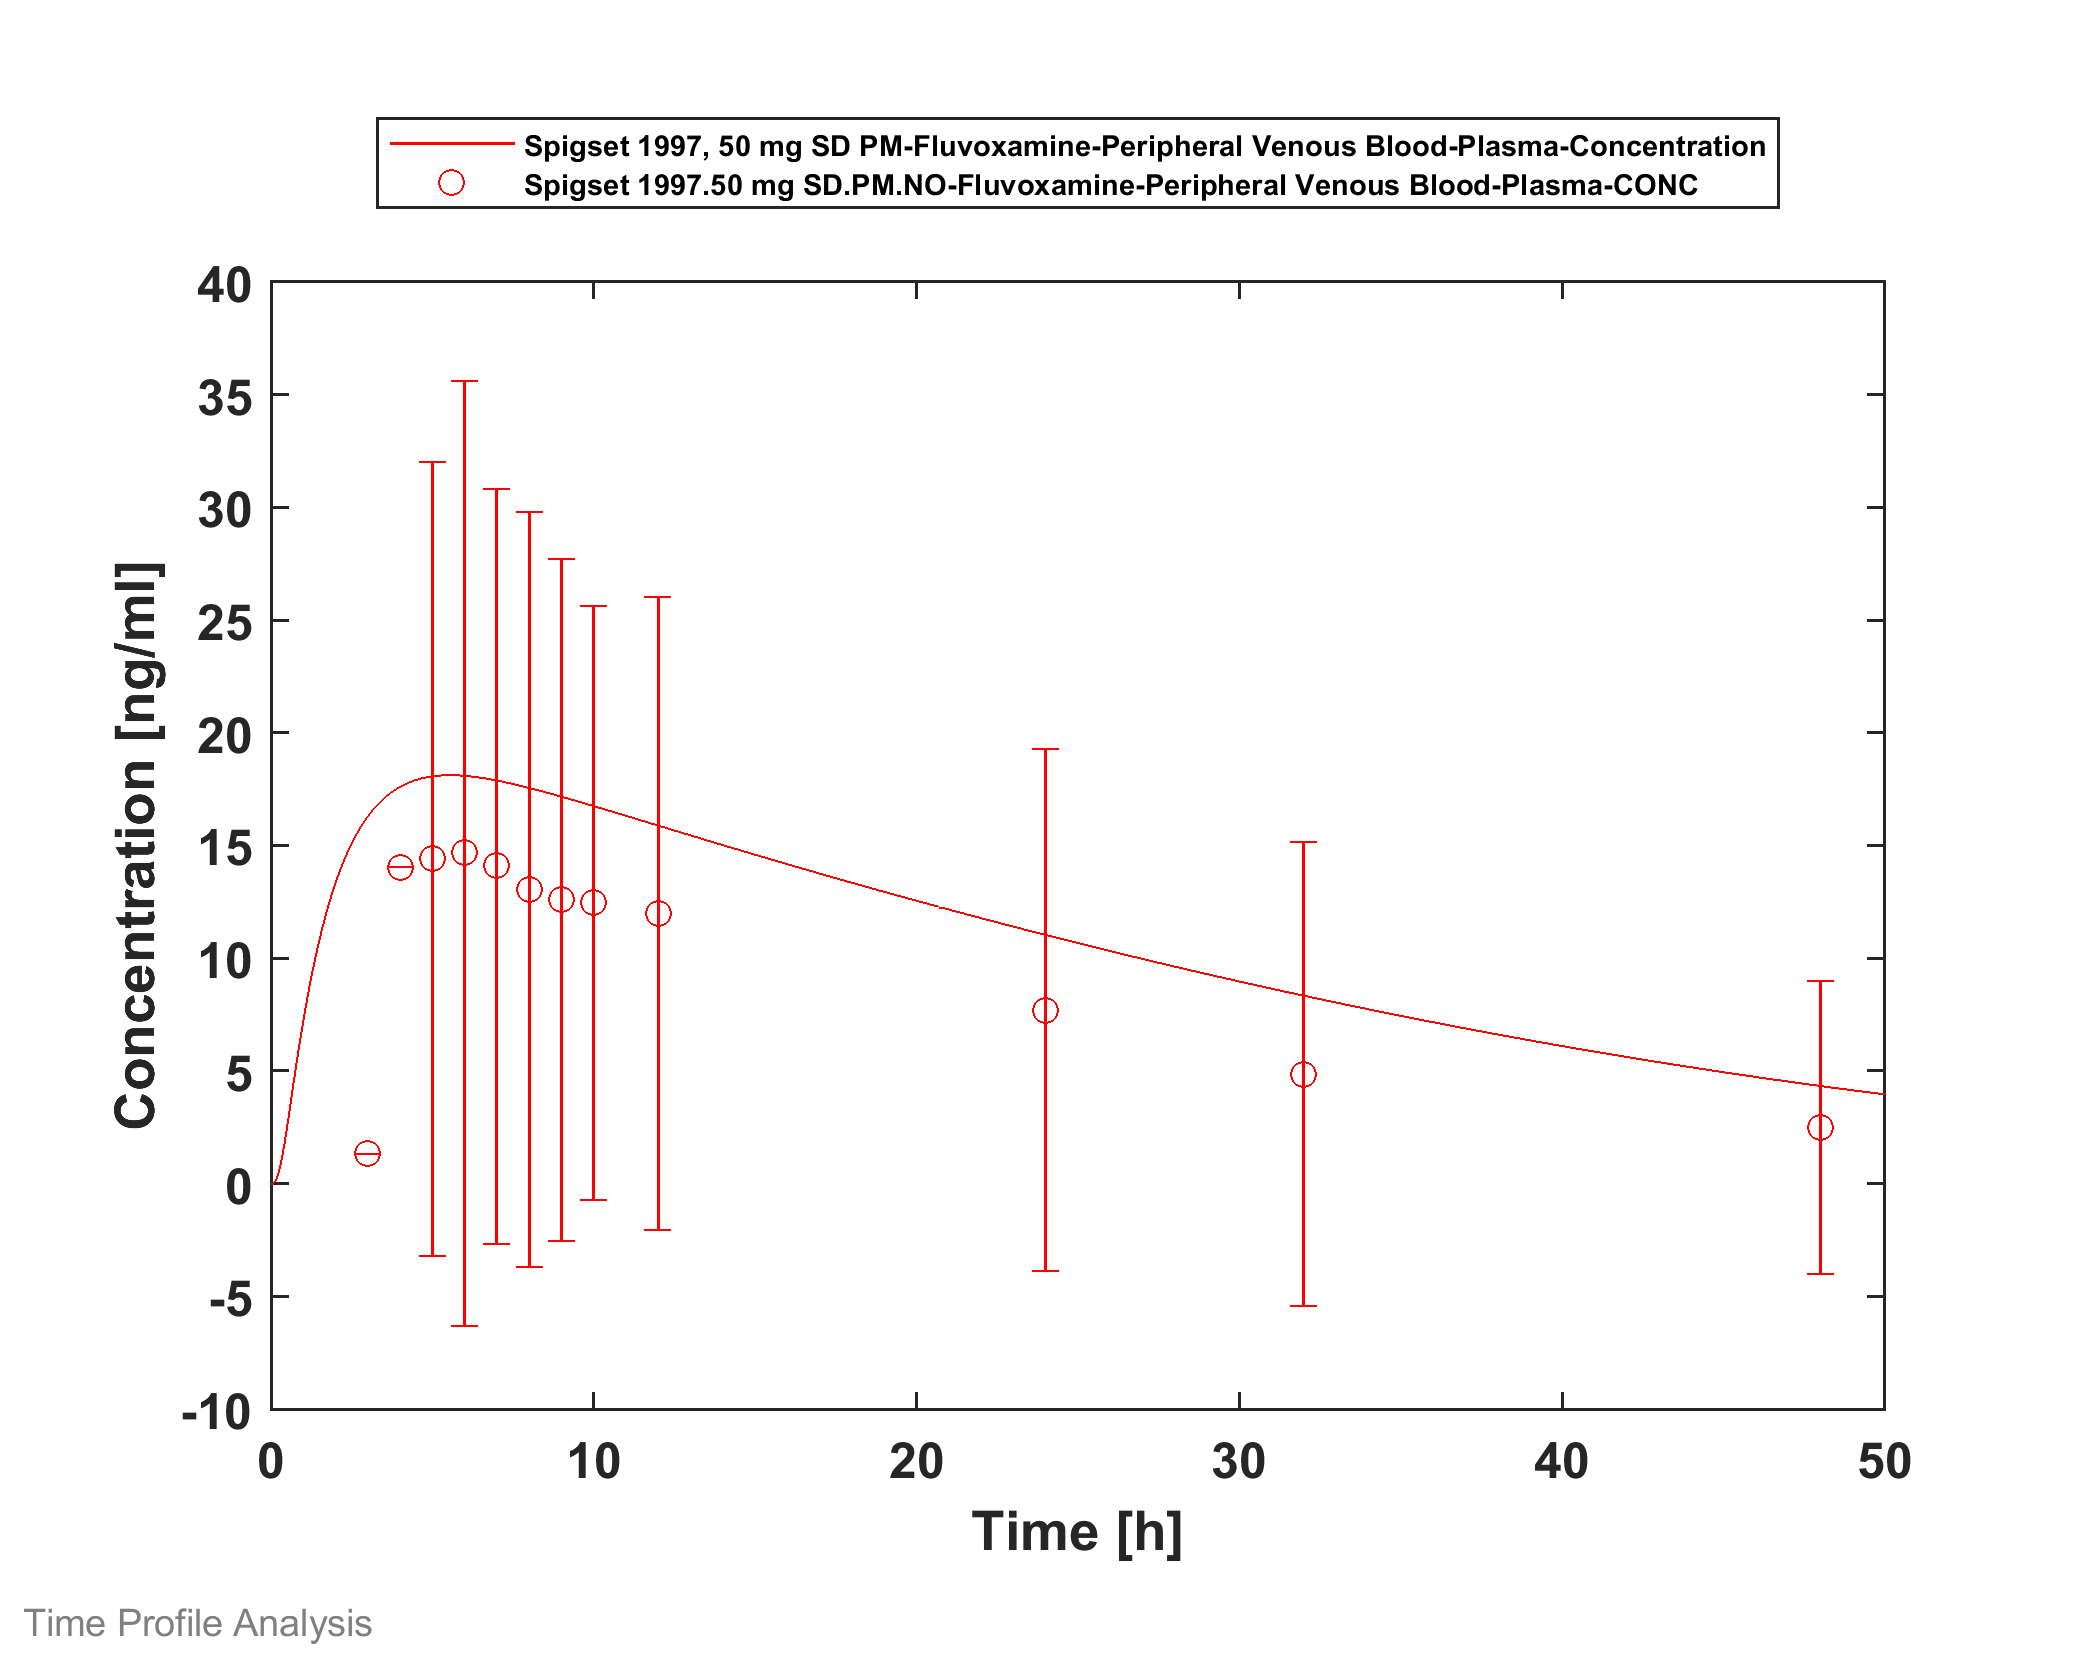 Spigset 1997, 50 mg SD PM-Fluvoxamine-Peripheral Venous Blood-Plasma-Concentration
Spigset 1997.50 mg SD.PM.NO-Fluvoxamine-Peripheral Venous Blood-Plasma-CONC
40
35
30
25
20
15
10
5
0
-5
-10
Concentration [ng/ml]
0 10 20 30 40 50
Time [h]
Time Profile Analysis